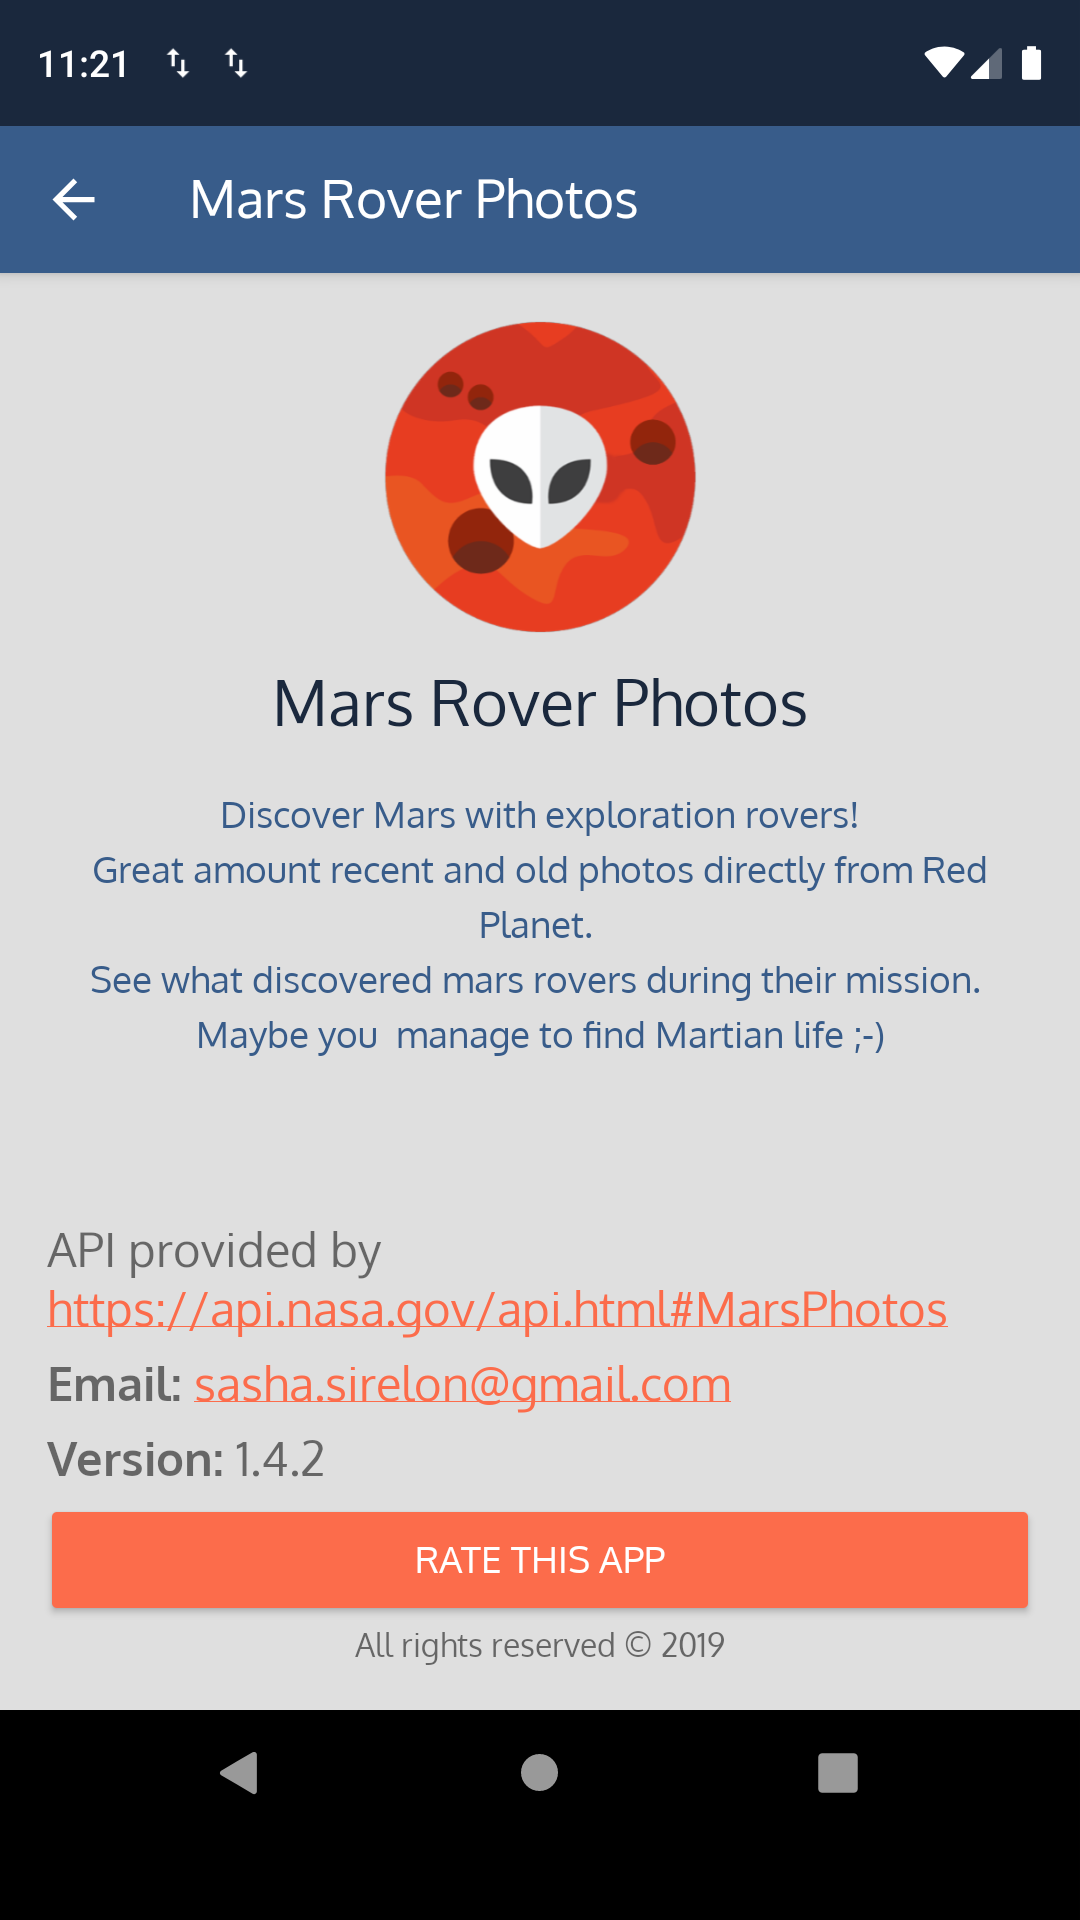 11:21
Mars Rover Photos
Mars Rover Photos
Discover Mars with exploration rovers!
Great amount recent and old photos directly from Red
Planet.
See what discovered mars rovers during their mission.
Maybe you  manage to find Martian life ;-)
API provided by
https://api.nasa.gov/api.html#MarsPhotos
Email: sasha.sirelon@gmail.com
Version: 1.4.2
RATE THIS APP
All rights reserved © 2019